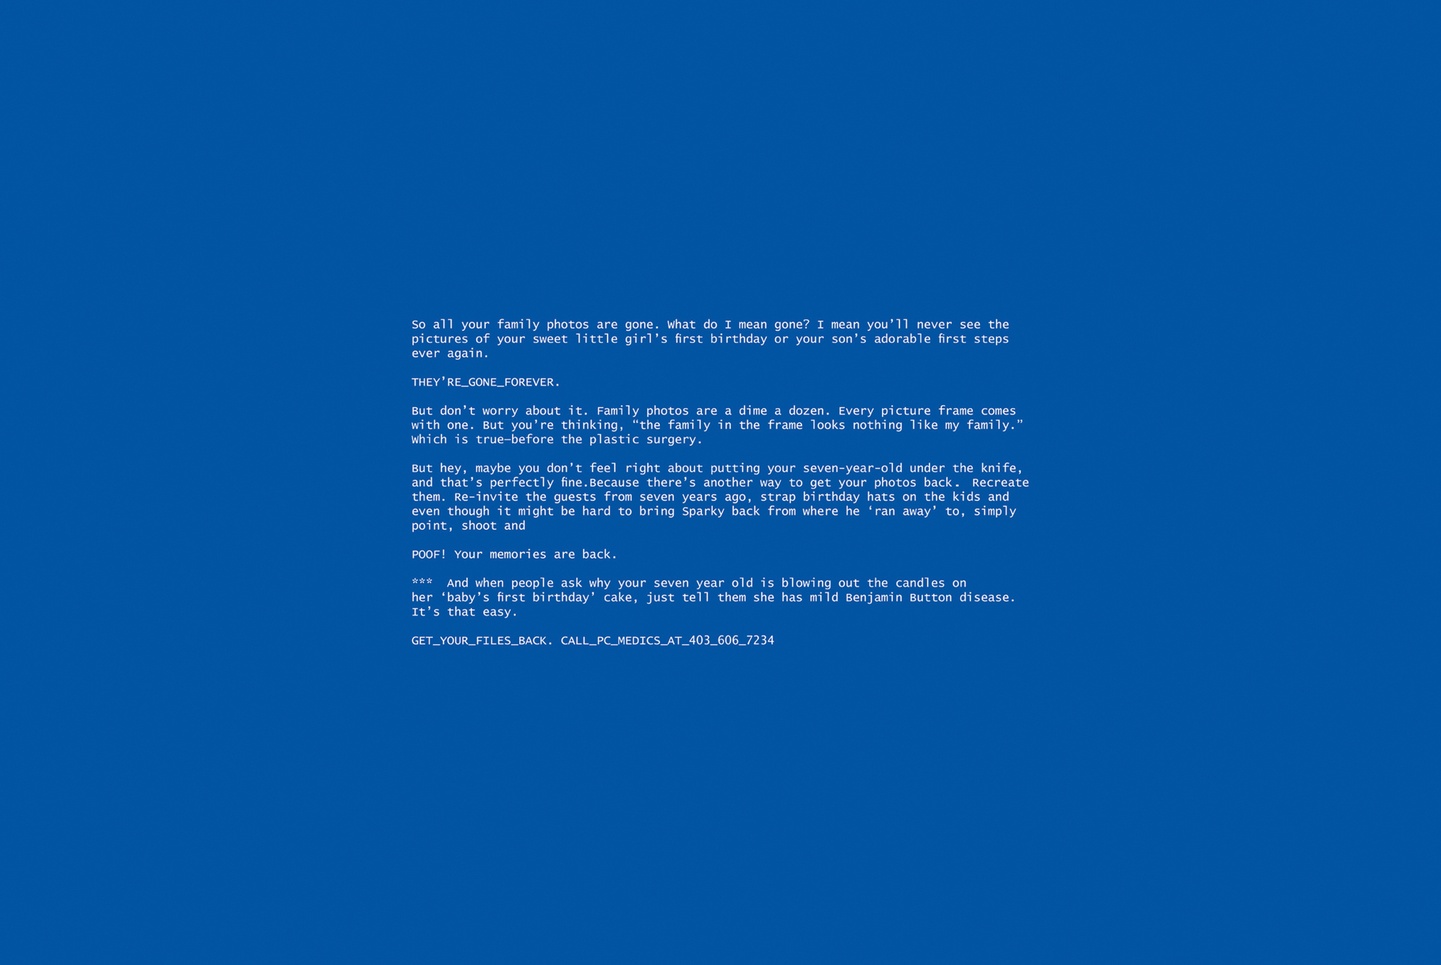 So all your family photos are gone. What do I mean gone? I mean you’ll never see the
pictures of your sweet little girl’s first birthday or your son’s adorable first steps
ever again.
THEY’RE_GONE_FOREVER.
But don’t worry about it. Family photos are a dime a dozen. Every picture frame comes
with one. But you’re thinking, “the family in the frame looks nothing like my family.”
Which is true—before the plastic surgery.
But hey, maybe you don’t feel right about putting your seven-year-old under the knife,
and that’s perfectly fine.Because there’s another way to get your photos back.  Recreate
them. Re-invite the guests from seven years ago, strap birthday hats on the kids and
even though it might be hard to bring Sparky back from where he ‘ran away’ to, simply
point, shoot and
POOF! Your memories are back.
***  And when people ask why your seven year old is blowing out the candles on
her ‘baby’s first birthday’ cake, just tell them she has mild Benjamin Button disease.
It’s that easy.
GET_YOUR_FILES_BACK. CALL_PC_MEDICS_AT_403_606_7234